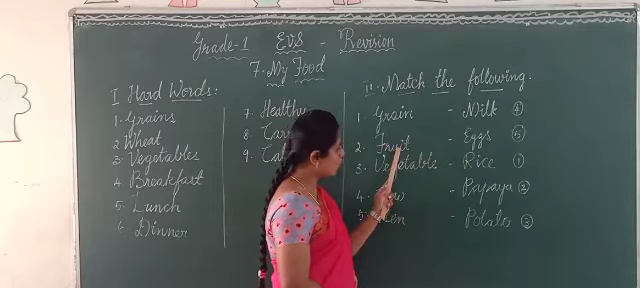 Grade-1 EVS - Revision
7. My Food
I Hard Words:
1. Grains
2 Wheat
3. Vegetables
4 Breakfast
5. Lunch
6 Dinner
7. Healthy
8
9.
II. Match the following.
1. Grain - Milk ④
2. Fruit - Eggs ⑤
3. Vegetable - Rice ①
4. - Papaya ②
5. - Potato ③